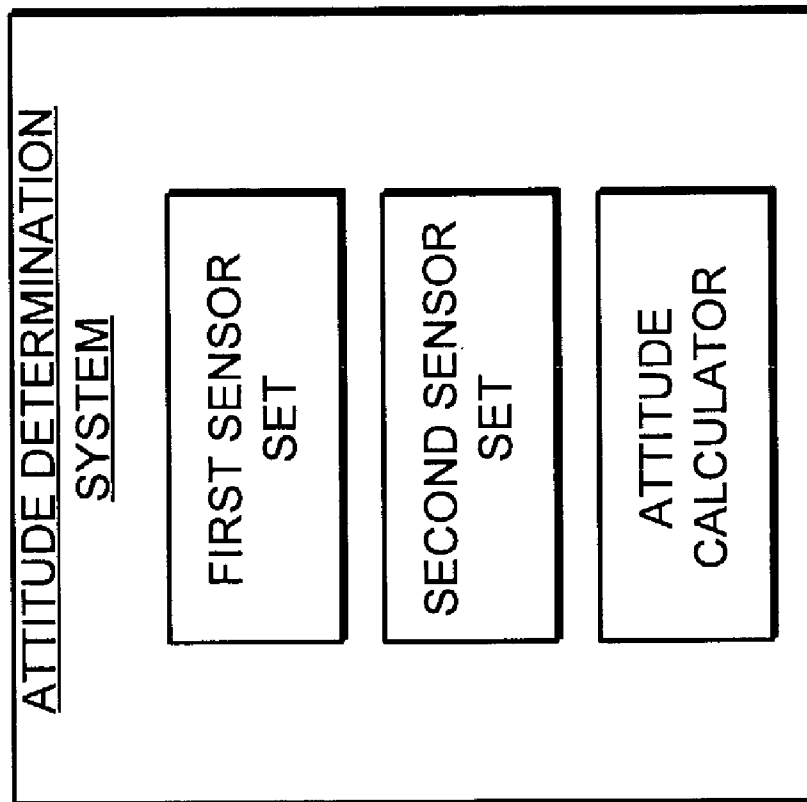 ATTITUDE DETERMINATION
SYSTEM
FIRST SENSOR
SET
SECOND SENSOR
SET
ATTITUDE
CALCULATOR